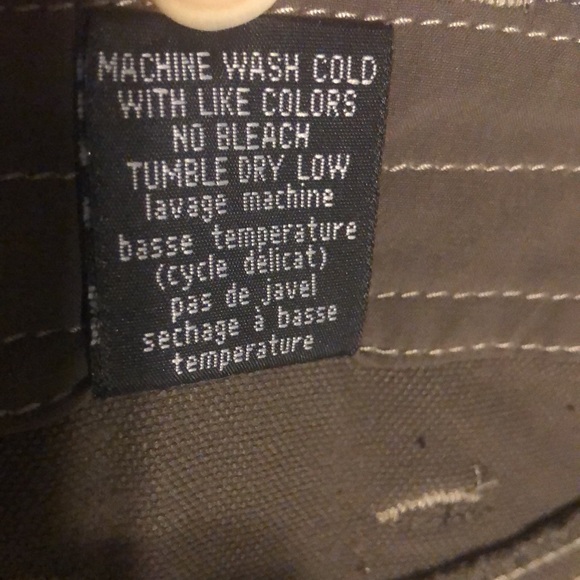 MACHINE WASH COLD
WITH LIKE COLORS
NO BLEACH
TUMBLE DRY LOW
lavage machine
basse temperature
(cycle delicat)
pas de javel
sechage à basse
temperature